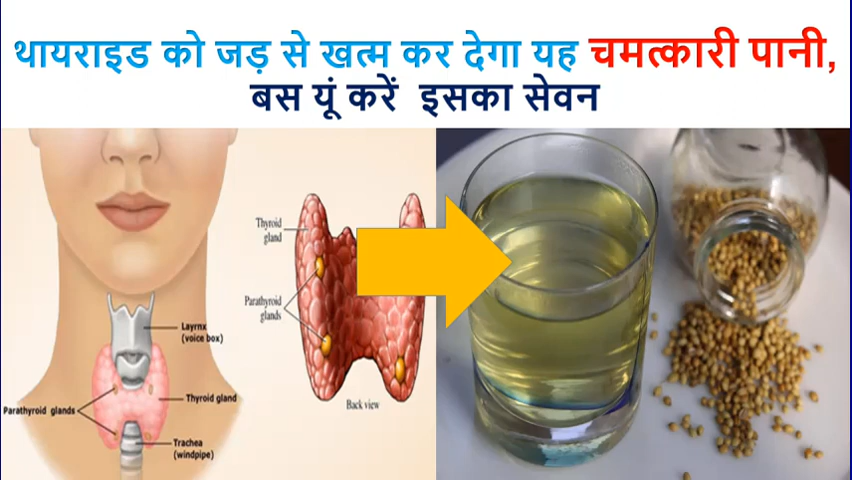 थायराइड को जड़ से खत्म कर देगा यह चमत्कारी पानी,
बस यूं करें इसका सेवन
Thyroid
gland
Parathyroid
glands
Back view
Layrnx
(voice box)
Parathyroid glands
Thyroid gland
Trachea
(windpipe)